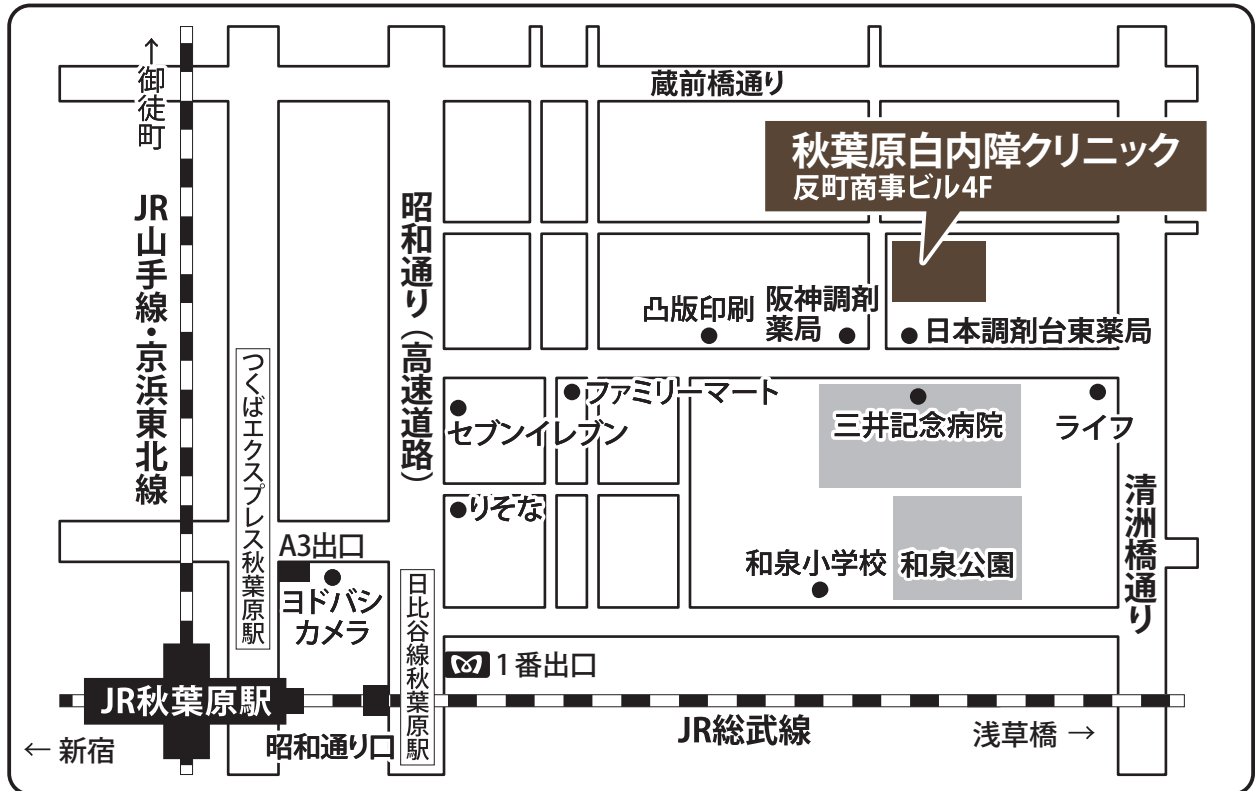 ↑御徒町
蔵前橋通り
秋葉原白内障クリニック
反町商事ビル4F
JR山手線・京浜東北線
昭和通り（高速道路）
凸版印刷
阪神調剤
薬局
日本調剤台東薬局
つくばエクスプレス秋葉原駅
ファミリーマート
セブンイレブン
三井記念病院
ライフ
りそな
清洲橋通り
A3出口
ヨドバシ
カメラ
日比谷線秋葉原駅
和泉小学校
和泉公園
1番出口
JR秋葉原駅
昭和通り口
JR総武線
← 新宿
浅草橋 →